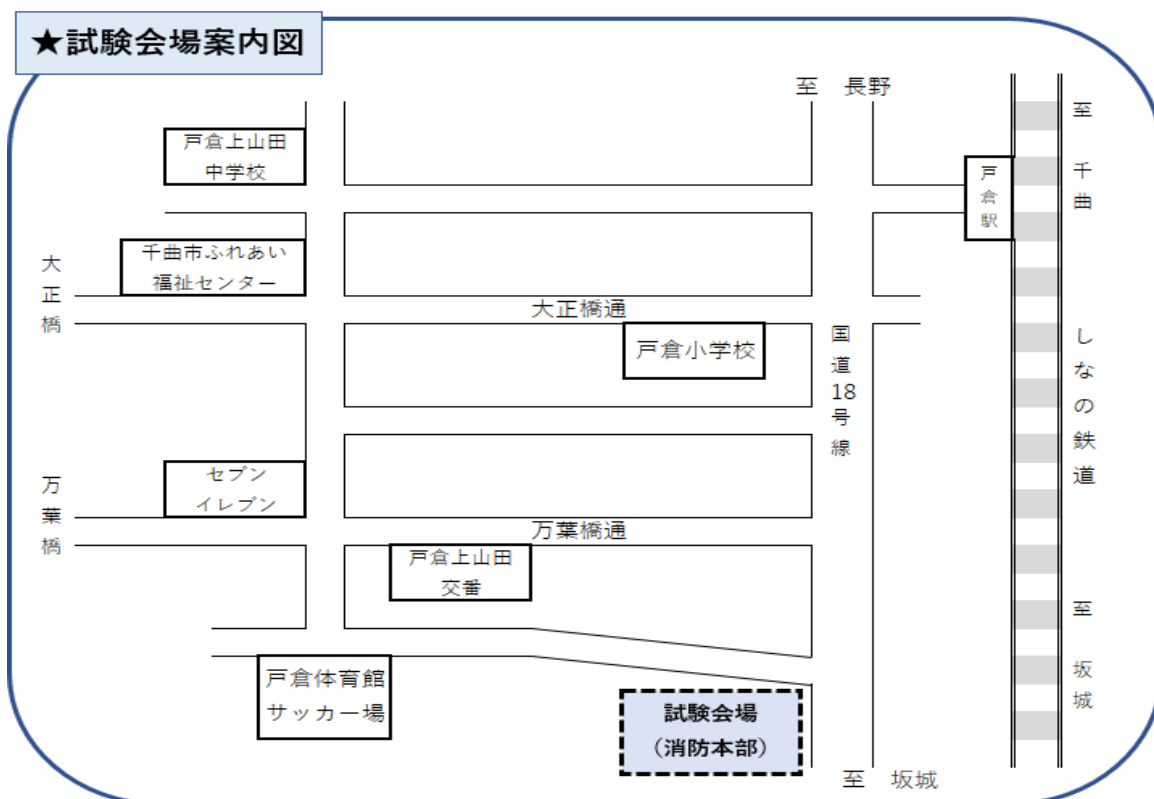 ★試験会場案内図
至 長野
戸倉上山田
中学校
戸倉駅
至 千曲
千曲市ふれあい
福祉センター
大正橋
大正橋通
戸倉小学校
国道18号線
しなの鉄道
セブン
イレブン
万葉橋
万葉橋通
戸倉上山田
交番
至 坂城
戸倉体育館
サッカー場
試験会場
（消防本部）
至 坂城